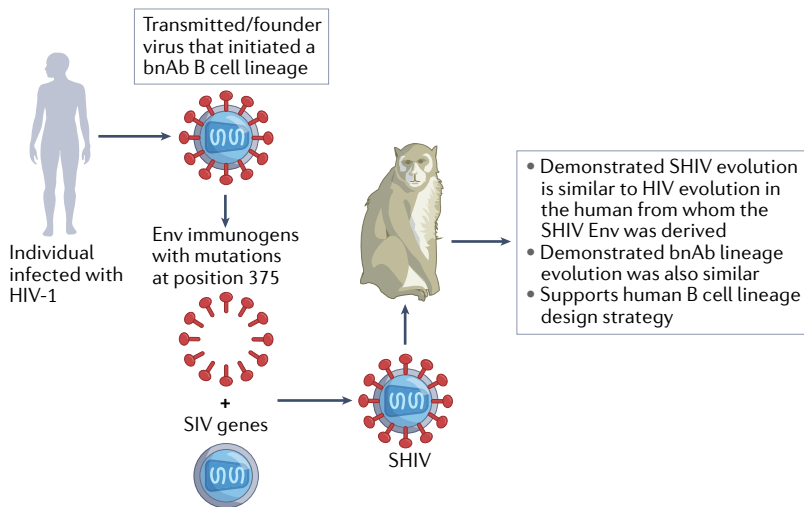 Transmitted/founder
virus that initiated a
bnAb B cell lineage
Individual
infected with
HIV-1
Env immunogens
with mutations
at position 375
+
SIV genes
SHIV
• Demonstrated SHIV evolution
is similar to HIV evolution in
the human from whom the
SHIV Env was derived
• Demonstrated bnAb lineage
evolution was also similar
• Supports human B cell lineage
design strategy